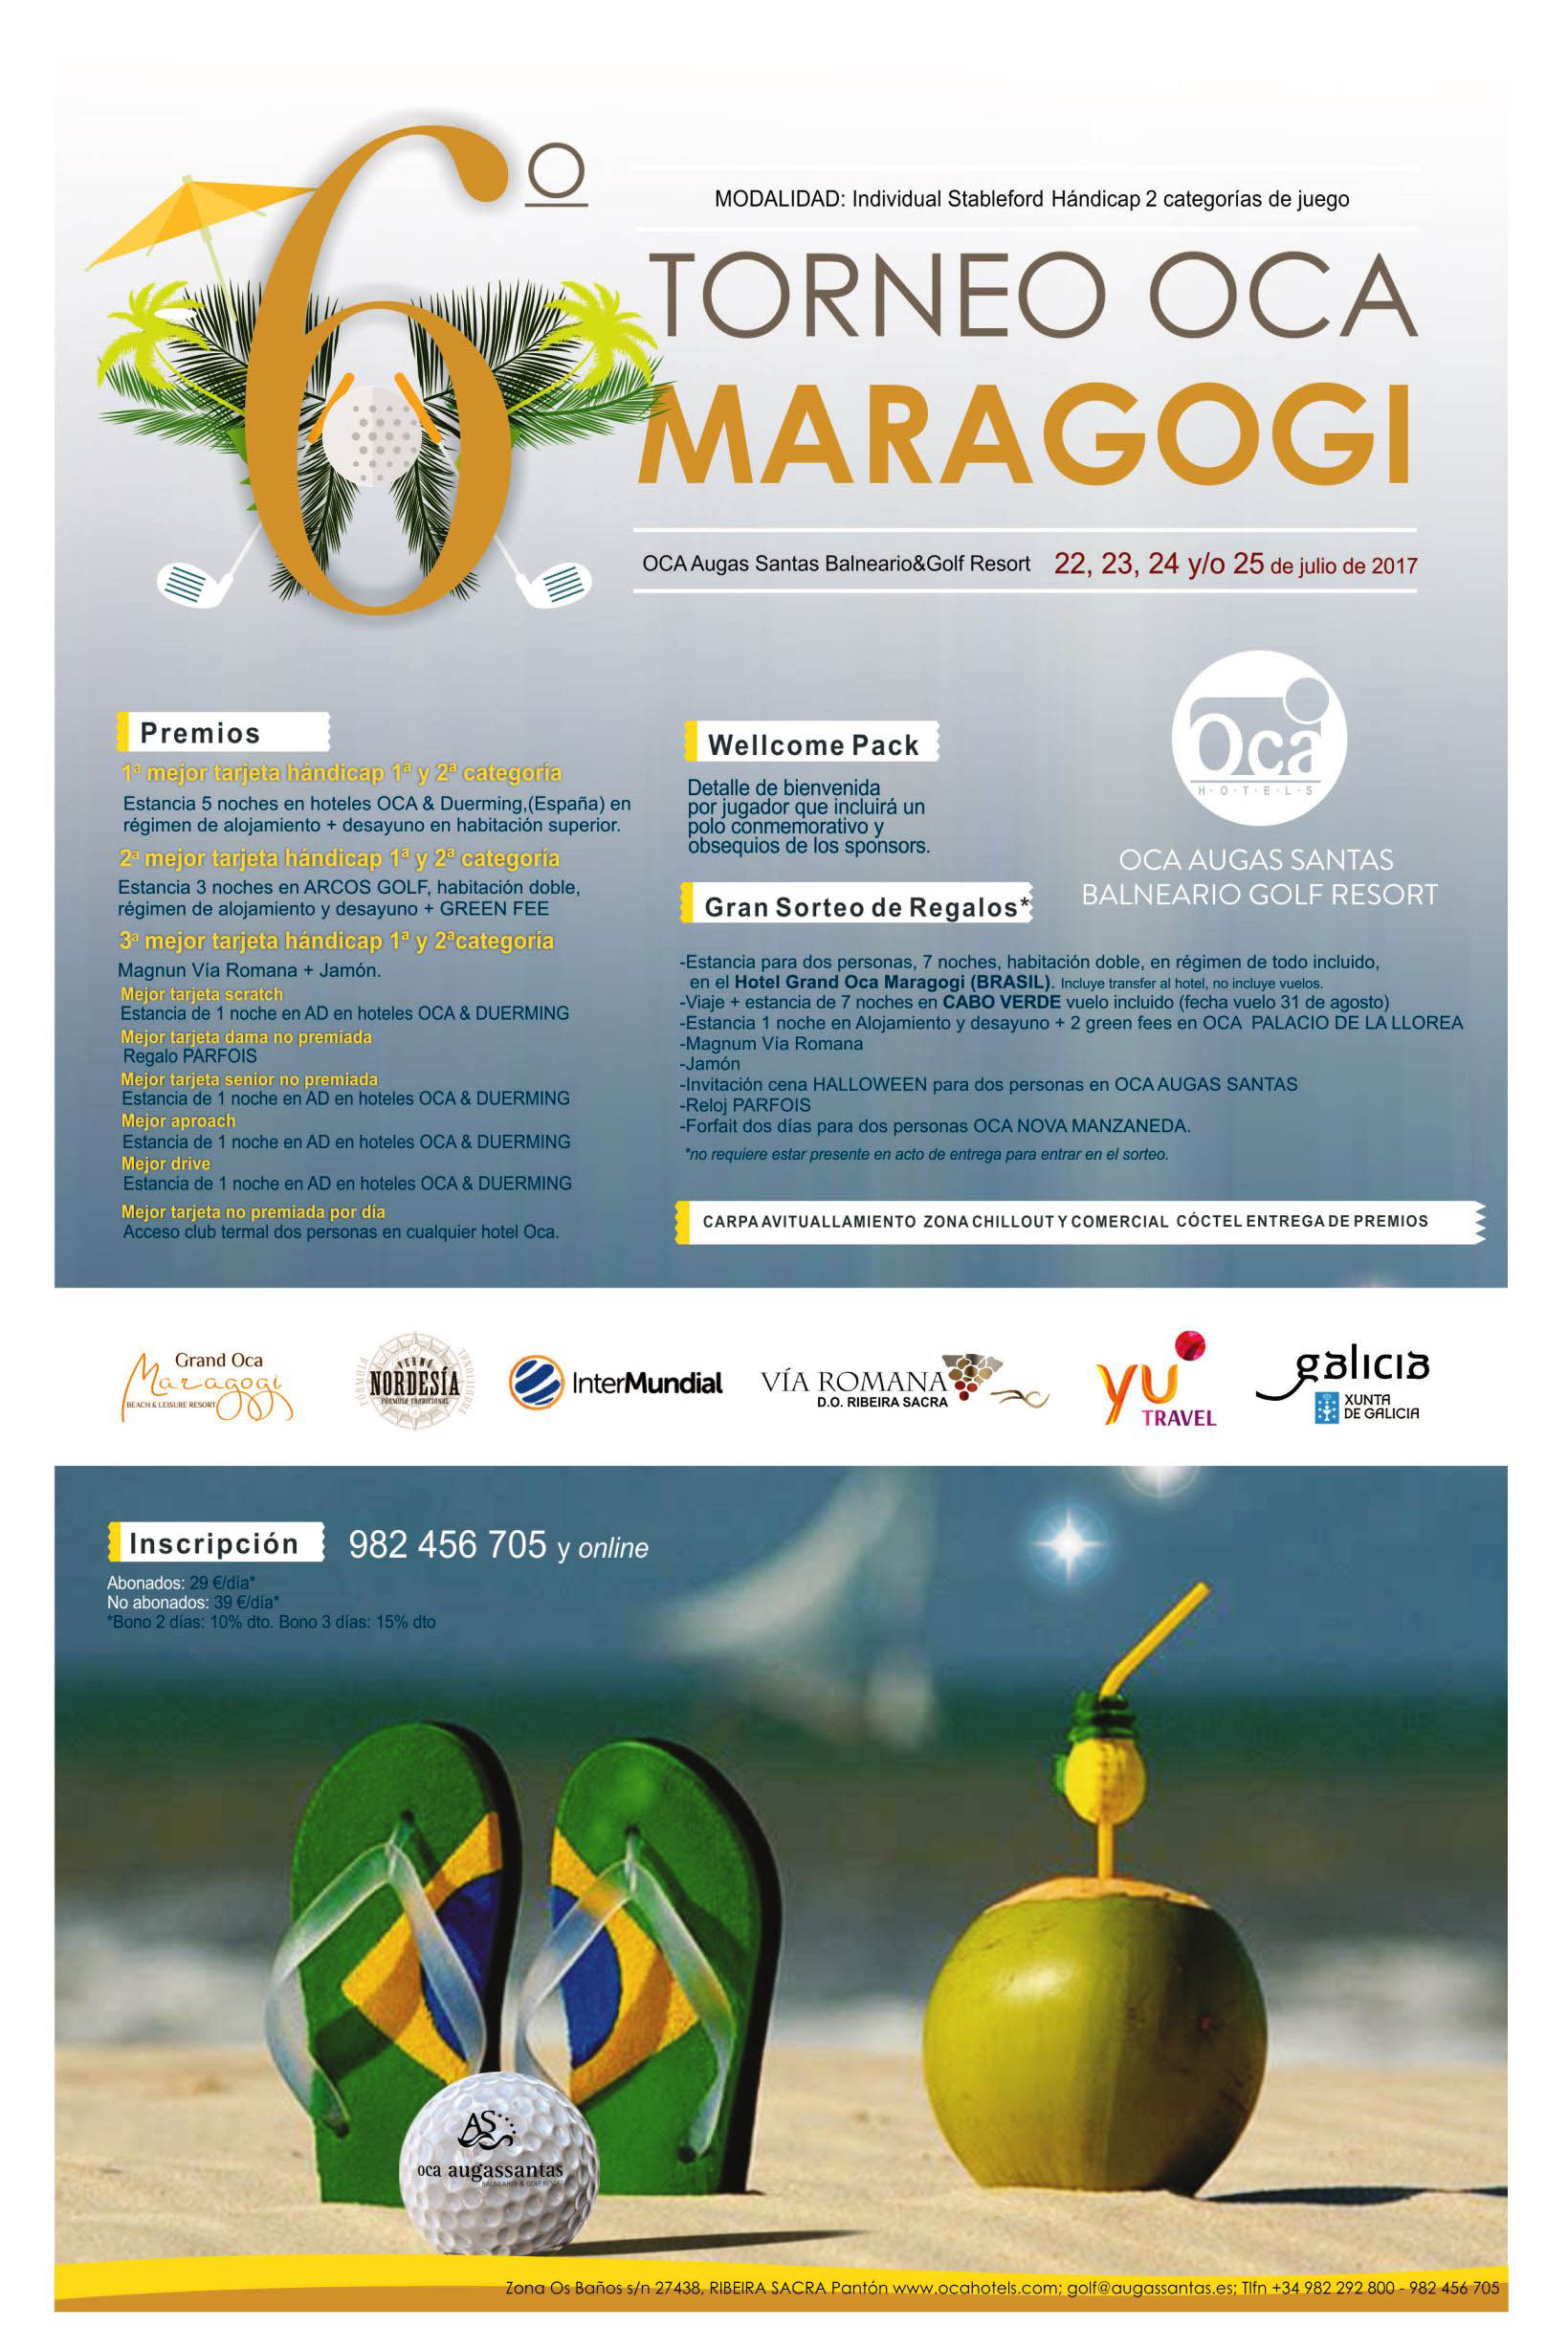 6º
MODALIDAD: Individual Stableford Hándicap 2 categorías de juego
TORNEO OCA
MARAGOGI
OCA Augas Santas Balneario&Golf Resort 22, 23, 24 y/o 25 de julio de 2017
Premios
1ª mejor tarjeta hándicap 1ª y 2ª categoría
Estancia 5 noches en hoteles OCA & Duerming,(España) en
régimen de alojamiento + desayuno en habitación superior.
2ª mejor tarjeta hándicap 1ª y 2ª categoría
Estancia 3 noches en ARCOS GOLF, habitación doble,
régimen de alojamiento y desayuno + GREEN FEE
3ª mejor tarjeta hándicap 1ª y 2ªcategoría
Magnun Vía Romana + Jamón.
Mejor tarjeta scratch
Estancia de 1 noche en AD en hoteles OCA & DUERMING
Mejor tarjeta dama no premiada
Regalo PARFOIS
Mejor tarjeta senior no premiada
Estancia de 1 noche en AD en hoteles OCA & DUERMING
Mejor aproach
Estancia de 1 noche en AD en hoteles OCA & DUERMING
Mejor drive
Estancia de 1 noche en AD en hoteles OCA & DUERMING
Mejor tarjeta no premiada por día
Acceso club termal dos personas en cualquier hotel Oca.
Wellcome Pack
Detalle de bienvenida
por jugador que incluirá un
polo conmemorativo y
obsequios de los sponsors.
Oca
H·O·T·E·L·S
OCA AUGAS SANTAS
BALNEARIO GOLF RESORT
Gran Sorteo de Regalos*
-Estancia para dos personas, 7 noches, habitación doble, en régimen de todo incluido,
en el Hotel Grand Oca Maragogi (BRASIL). Incluye transfer al hotel, no incluye vuelos.
-Viaje + estancia de 7 noches en CABO VERDE vuelo incluido (fecha vuelo 31 de agosto)
-Estancia 1 noche en Alojamiento y desayuno + 2 green fees en OCA PALACIO DE LA LLOREA
-Magnum Vía Romana
-Jamón
-Invitación cena HALLOWEEN para dos personas en OCA AUGAS SANTAS
-Reloj PARFOIS
-Forfait dos días para dos personas OCA NOVA MANZANEDA.
*no requiere estar presente en acto de entrega para entrar en el sorteo.
CARPA AVITUALLAMIENTO ZONA CHILLOUT Y COMERCIAL CÓCTEL ENTREGA DE PREMIOS
Grand Oca
Maragogi
BEACH & LEISURE RESORT
VERMÚ
NORDESÍA
FÓRMULA TRADICIONAL
InterMundial
VÍA ROMANA
D.O. RIBEIRA SACRA
YU
TRAVEL
galicia
XUNTA
DE GALICIA
Inscripción 982 456 705 y online
Abonados: 29 €/día*
No abonados: 39 €/día*
*Bono 2 días: 10% dto. Bono 3 días: 15% dto
AS
oca augassantas
BALNEARIO & GOLF RESORT
Zona Os Baños s/n 27438, RIBEIRA SACRA Pantón www.ocahotels.com; golf@augassantas.es; Tlfn +34 982 292 800 - 982 456 705